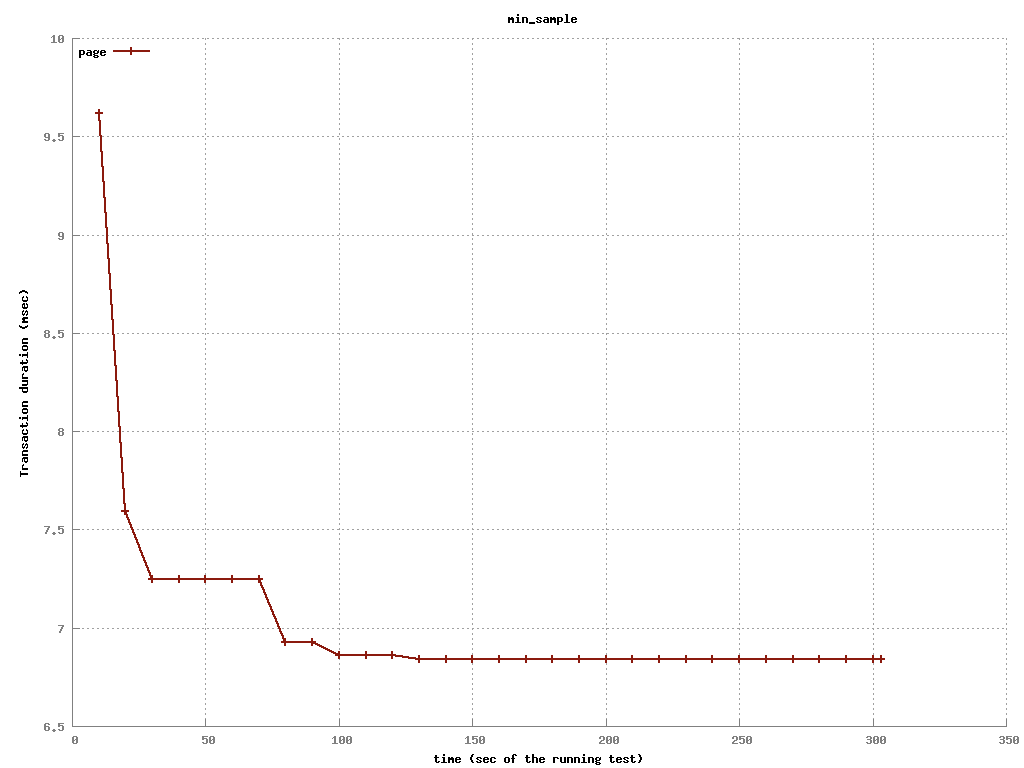 min_sample
page
10
9.5
9
8.5
8
7.5
7
6.5
Transaction duration (msec)
0 50 100 150 200 250 300 350
time (sec of the running test)